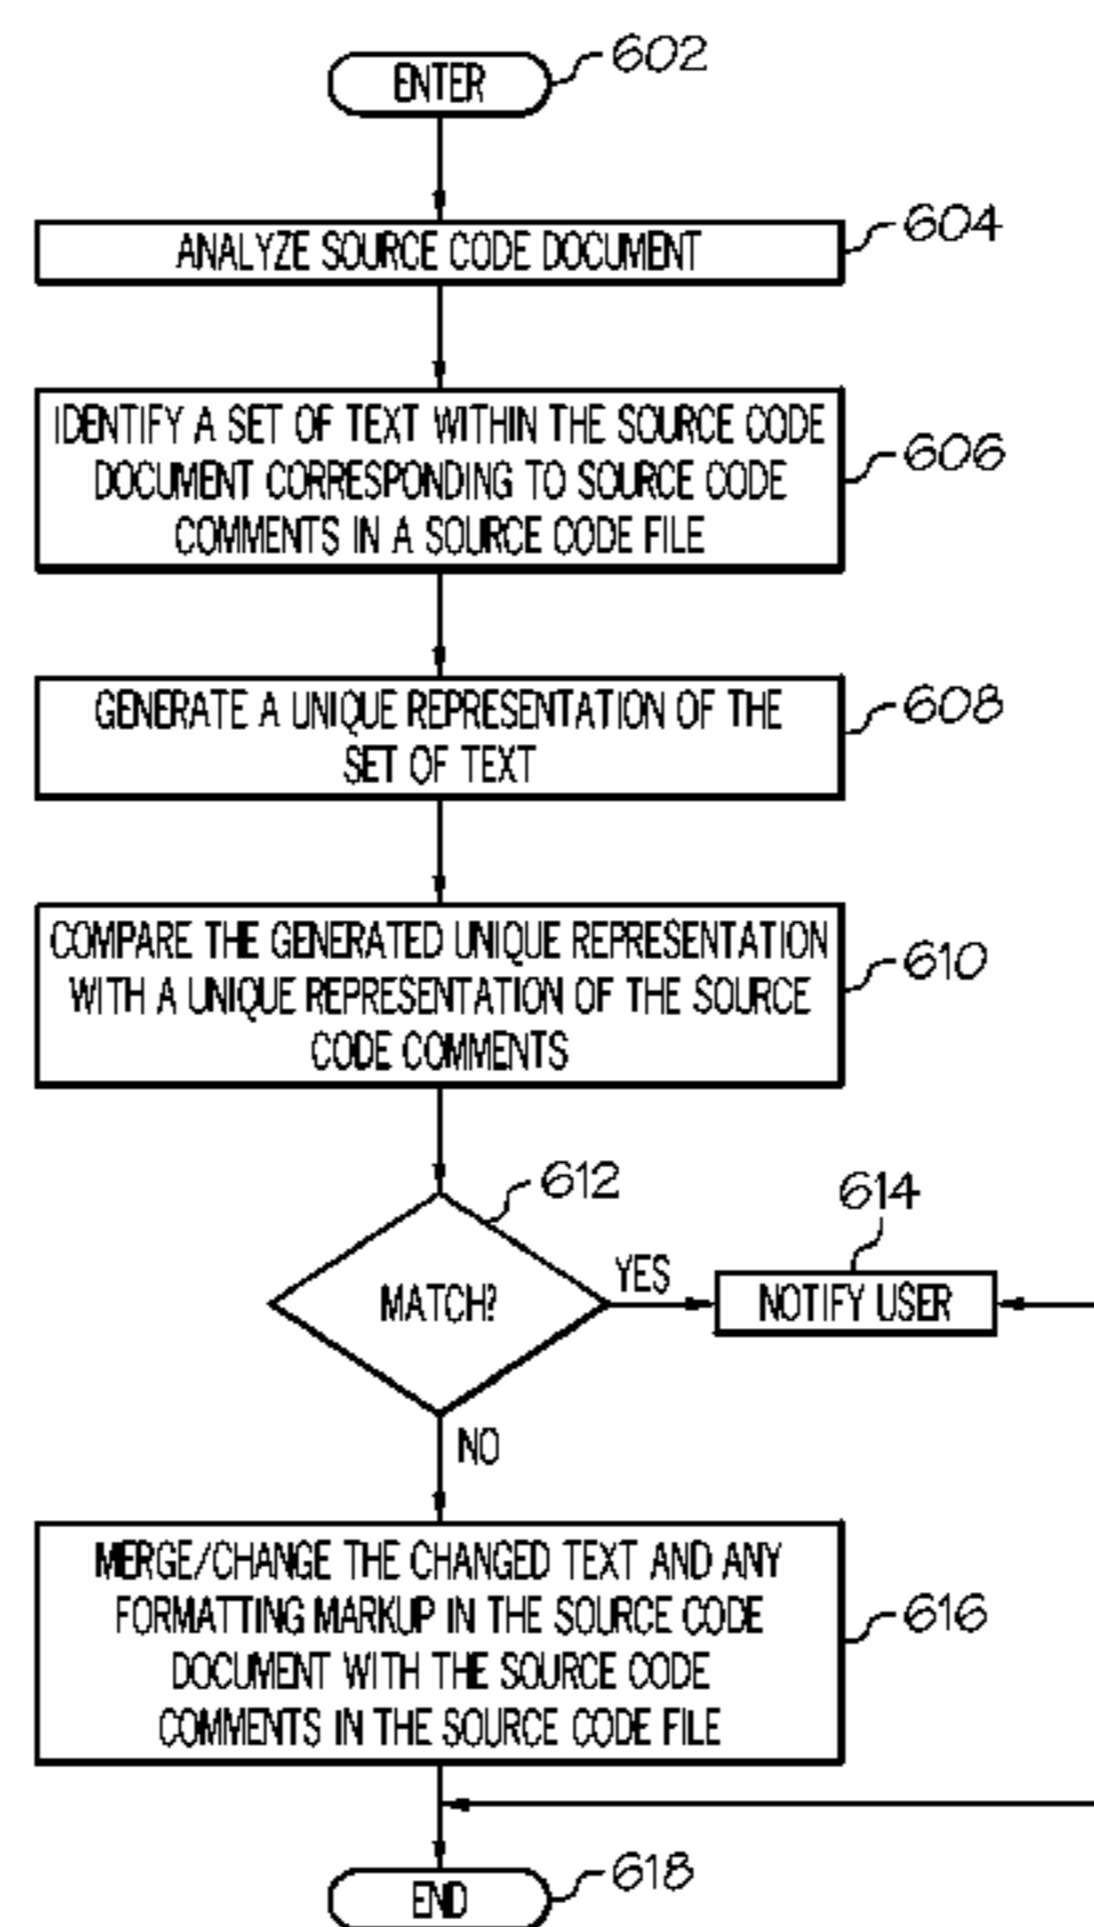 ENTER
602
ANALYZE SOURCE CODE DOCUMENT
604
IDENTIFY A SET OF TEXT WITHIN THE SOURCE CODE
DOCUMENT CORRESPONDING TO SOURCE CODE
COMMENTS IN A SOURCE CODE FILE
606
GENERATE A UNIQUE REPRESENTATION OF THE
SET OF TEXT
608
COMPARE THE GENERATED UNIQUE REPRESENTATION
WITH A UNIQUE REPRESENTATION OF THE SOURCE
CODE COMMENTS
610
MATCH?
612
YES
614
NOTIFY USER
NO
MERGE/CHANGE THE CHANGED TEXT AND ANY
FORMATTING MARKUP IN THE SOURCE CODE
DOCUMENT WITH THE SOURCE CODE
COMMENTS IN THE SOURCE CODE FILE
616
END
618